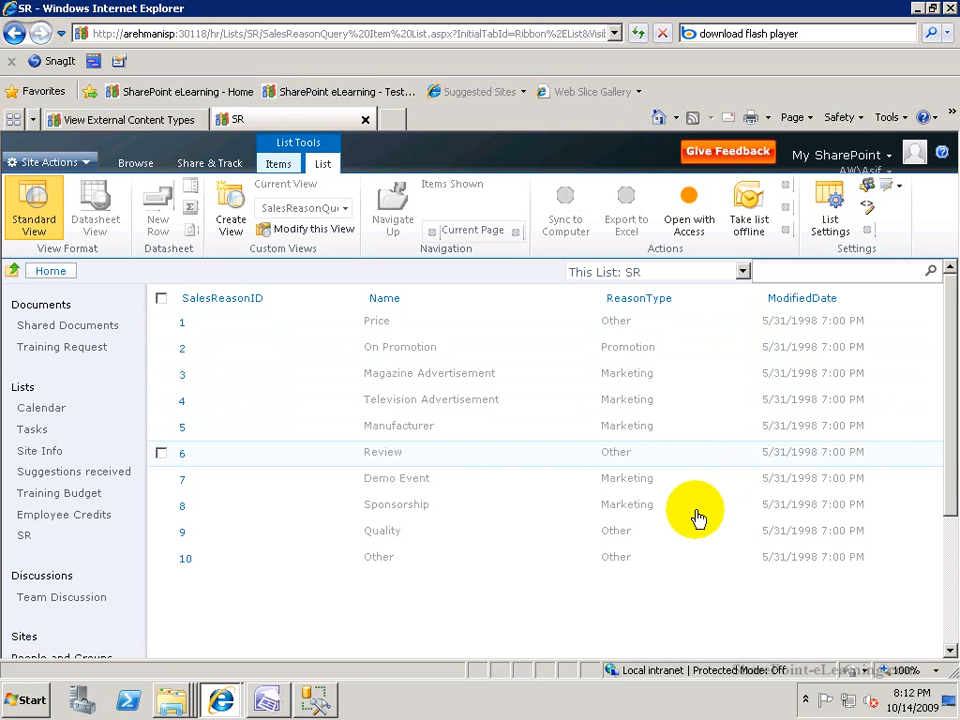 SR - Windows Internet Explorer
http://arehmanisp:30118/hr/Lists/SR/SalesReasonQuery%20Item%20List.aspx?InitialTabId=Ribbon%2EList&Visil
download flash player
SnagIt
Favorites
SharePoint eLearning - Home
SharePoint eLearning - Test...
Suggested Sites
Web Slice Gallery
View External Content Types
SR
Page
Safety
Tools
List Tools
Give Feedback
My SharePoint
AW\Asif
Site Actions
Browse
Share & Track
Items
List
Standard View
Datasheet View
View Format
New Row
Datasheet
Create View
Current View
SalesReasonQu
Modify this View
Custom Views
Navigate Up
Items Shown
Current Page
Navigation
Sync to Computer
Export to Excel
Open with Access
Take list offline
Actions
List Settings
Settings
Home
This List: SR
Documents
Shared Documents
Training Request
Lists
Calendar
Tasks
Site Info
Suggestions received
Training Budget
Employee Credits
SR
Discussions
Team Discussion
Sites
People and Groups
SalesReasonID Name ReasonType ModifiedDate
1 Price Other 5/31/1998 7:00 PM
2 On Promotion Promotion 5/31/1998 7:00 PM
3 Magazine Advertisement Marketing 5/31/1998 7:00 PM
4 Television Advertisement Marketing 5/31/1998 7:00 PM
5 Manufacturer Marketing 5/31/1998 7:00 PM
6 Review Other 5/31/1998 7:00 PM
7 Demo Event Marketing 5/31/1998 7:00 PM
8 Sponsorship Marketing 5/31/1998 7:00 PM
9 Quality Other 5/31/1998 7:00 PM
10 Other Other 5/31/1998 7:00 PM
Local intranet | Protected Mode: Off
100%
Start
8:12 PM
10/14/2009